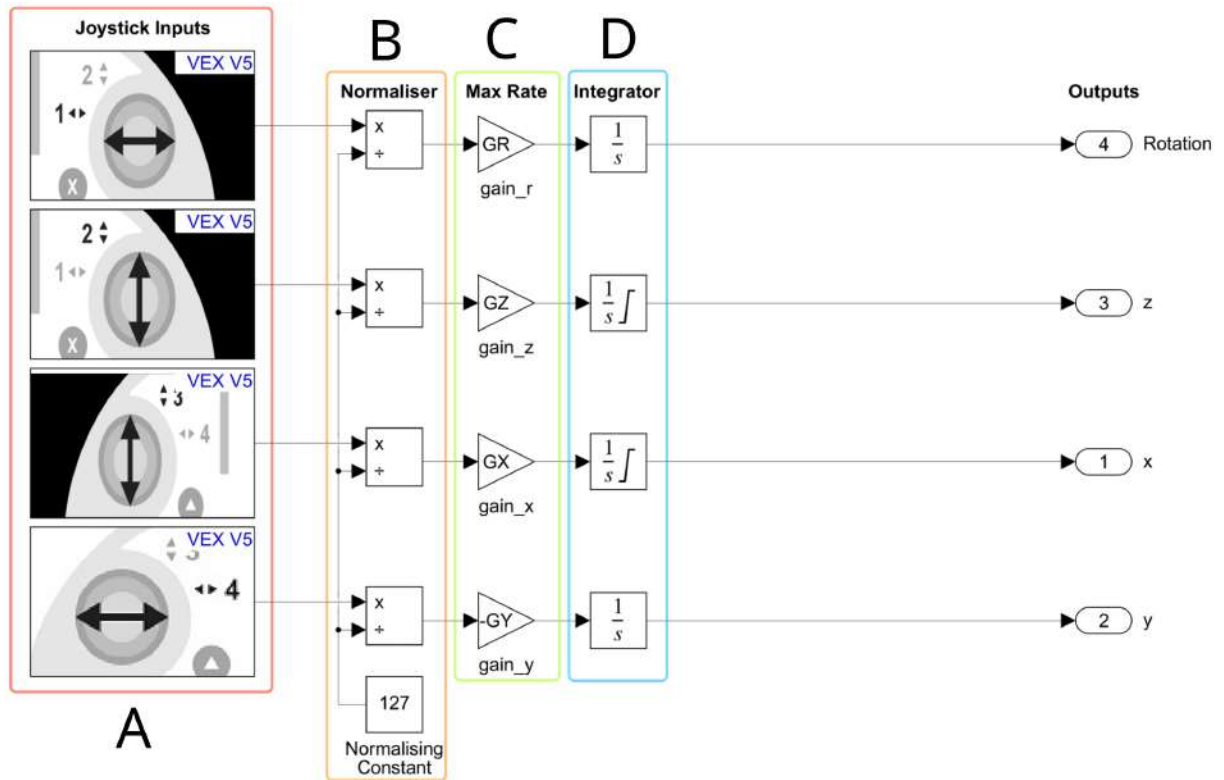 Joystick Inputs
VEX V5
2
1
X
VEX V5
2
1
X
VEX V5
3
4
VEX V5
3
4
A
B
Normaliser
x
÷
x
÷
x
÷
x
÷
127
Normalising
Constant
C
Max Rate
GR
gain_r
GZ
gain_z
GX
gain_x
-GY
gain_y
D
Integrator
1
s
1
s
1
s
1
s
Outputs
4 Rotation
3 z
1 x
2 y